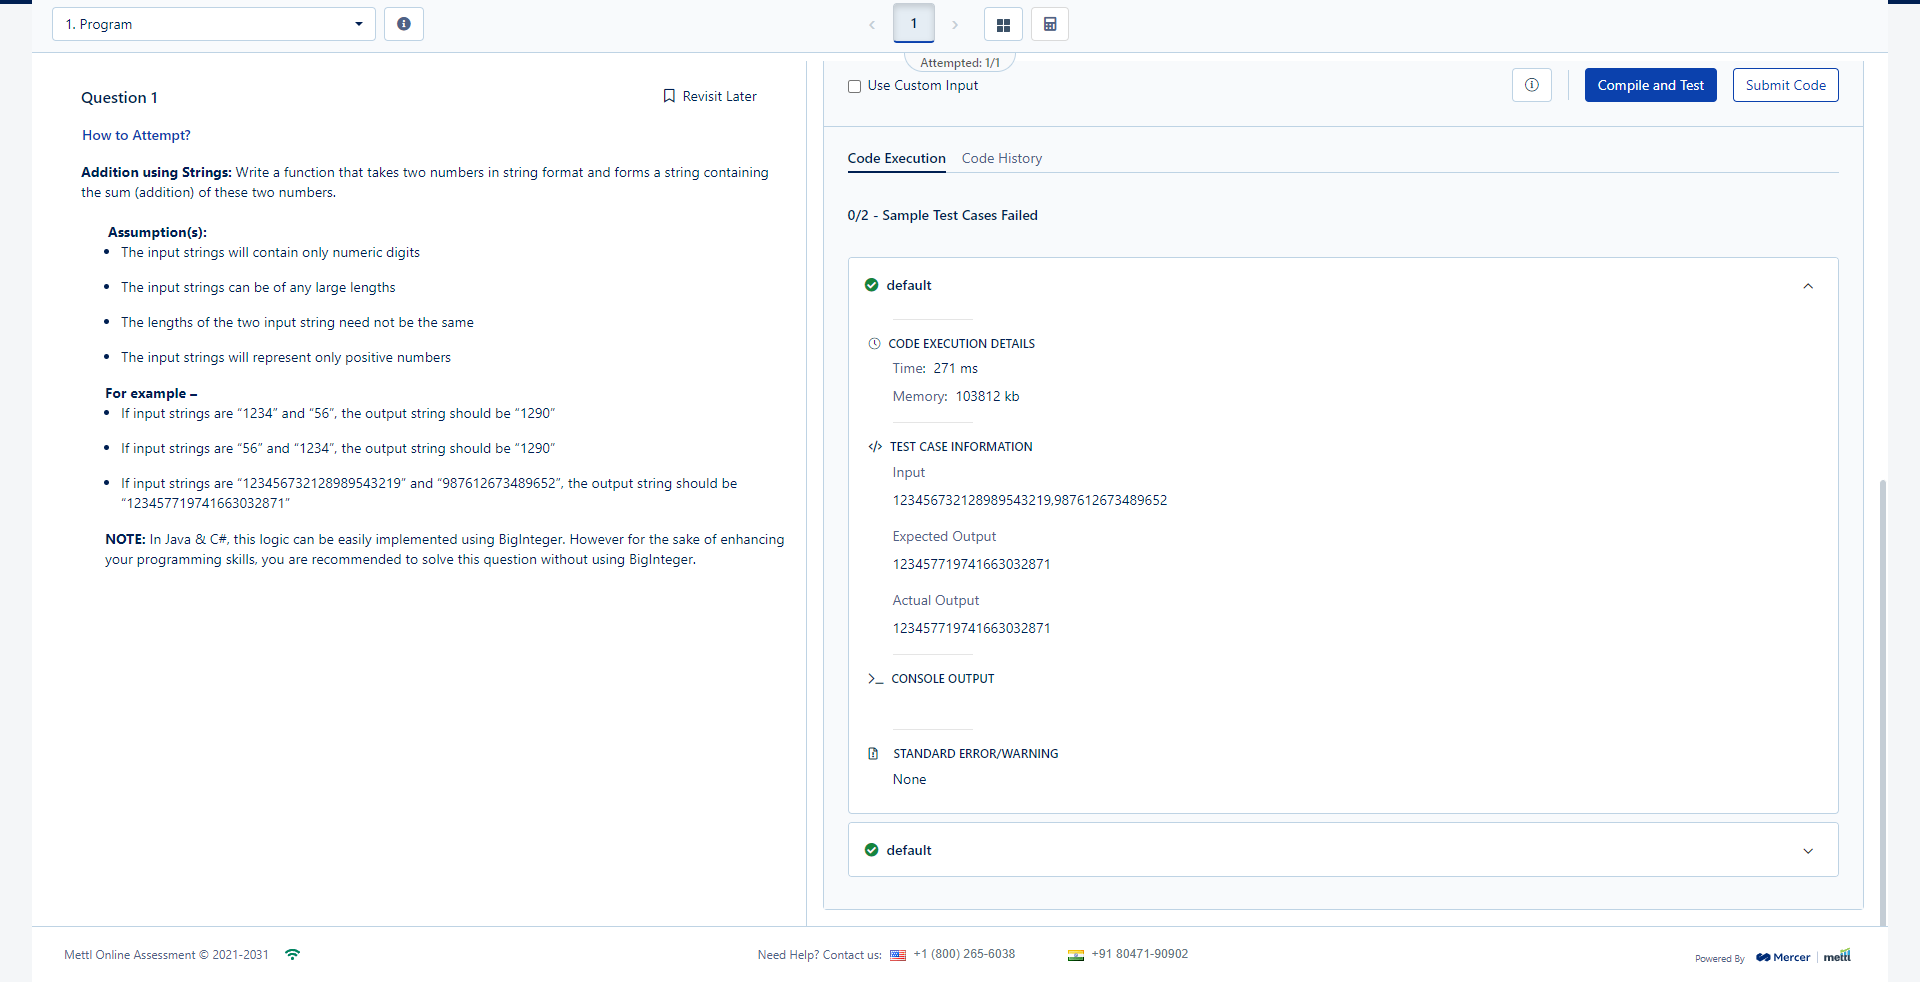 1. Program
1
Attempted: 1/1
Question 1
Revisit Later
How to Attempt?
Addition using Strings: Write a function that takes two numbers in string format and forms a string containing
the sum (addition) of these two numbers.
Assumption(s):
• The input strings will contain only numeric digits
• The input strings can be of any large lengths
• The lengths of the two input string need not be the same
• The input strings will represent only positive numbers
For example –
• If input strings are “1234” and “56”, the output string should be “1290”
• If input strings are “56” and “1234”, the output string should be “1290”
• If input strings are “123456732128989543219” and “987612673489652”, the output string should be
“123457719741663032871”
NOTE: In Java & C#, this logic can be easily implemented using BigInteger. However for the sake of enhancing
your programming skills, you are recommended to solve this question without using BigInteger.
Use Custom Input
Compile and Test
Submit Code
Code Execution
Code History
0/2 - Sample Test Cases Failed
default
CODE EXECUTION DETAILS
Time: 271 ms
Memory: 103812 kb
TEST CASE INFORMATION
Input
123456732128989543219,987612673489652
Expected Output
123457719741663032871
Actual Output
123457719741663032871
CONSOLE OUTPUT
STANDARD ERROR/WARNING
None
default
Mettl Online Assessment © 2021-2031
Need Help? Contact us: +1 (800) 265-6038
+91 80471-90902
Powered By Mercer | mettl